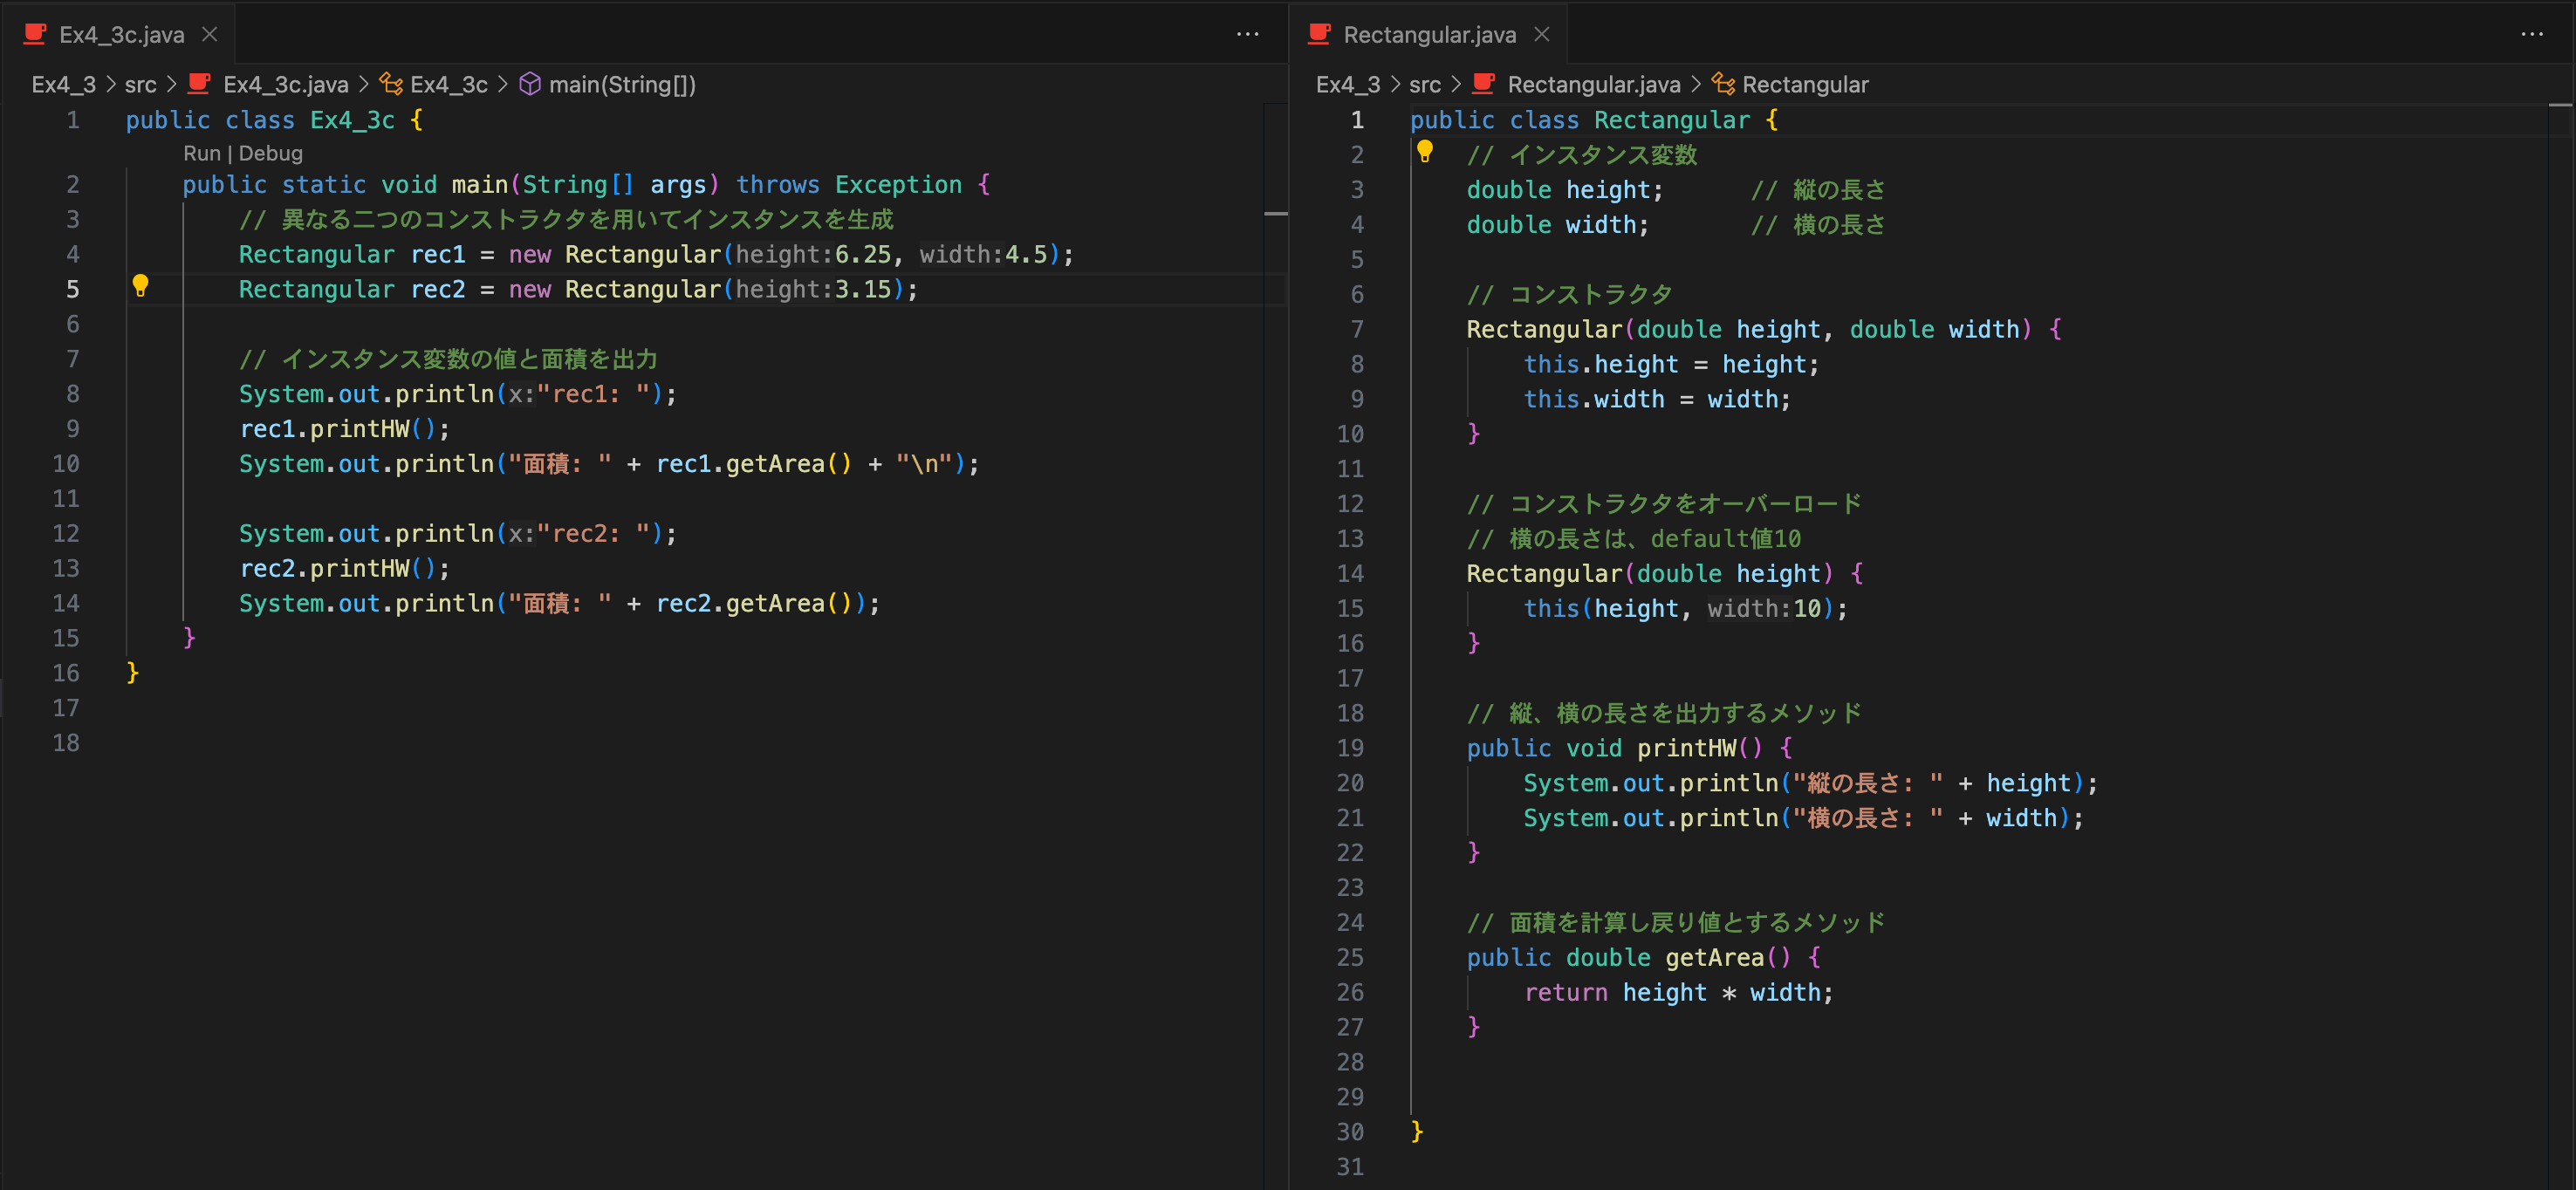 Ex4_3c.java
Ex4_3 > src > Ex4_3c.java > Ex4_3c > main(String[])
1 public class Ex4_3c {
Run | Debug
2 public static void main(String[] args) throws Exception {
3 // 異なる二つのコンストラクタを用いてインスタンスを生成
4 Rectangular rec1 = new Rectangular(height:6.25, width:4.5);
5 Rectangular rec2 = new Rectangular(height:3.15);
6
7 // インスタンス変数の値と面積を出力
8 System.out.println(x:"rec1: ");
9 rec1.printHW();
10 System.out.println("面積: " + rec1.getArea() + "\n");
11
12 System.out.println(x:"rec2: ");
13 rec2.printHW();
14 System.out.println("面積: " + rec2.getArea());
15 }
16 }
17
18
Rectangular.java
Ex4_3 > src > Rectangular.java > Rectangular
1 public class Rectangular {
2 // インスタンス変数
3 double height; // 縦の長さ
4 double width; // 横の長さ
5
6 // コンストラクタ
7 Rectangular(double height, double width) {
8 this.height = height;
9 this.width = width;
10 }
11
12 // コンストラクタをオーバーロード
13 // 横の長さは、default値10
14 Rectangular(double height) {
15 this(height, width:10);
16 }
17
18 // 縦、横の長さを出力するメソッド
19 public void printHW() {
20 System.out.println("縦の長さ: " + height);
21 System.out.println("横の長さ: " + width);
22 }
23
24 // 面積を計算し戻り値とするメソッド
25 public double getArea() {
26 return height * width;
27 }
28
29
30 }
31